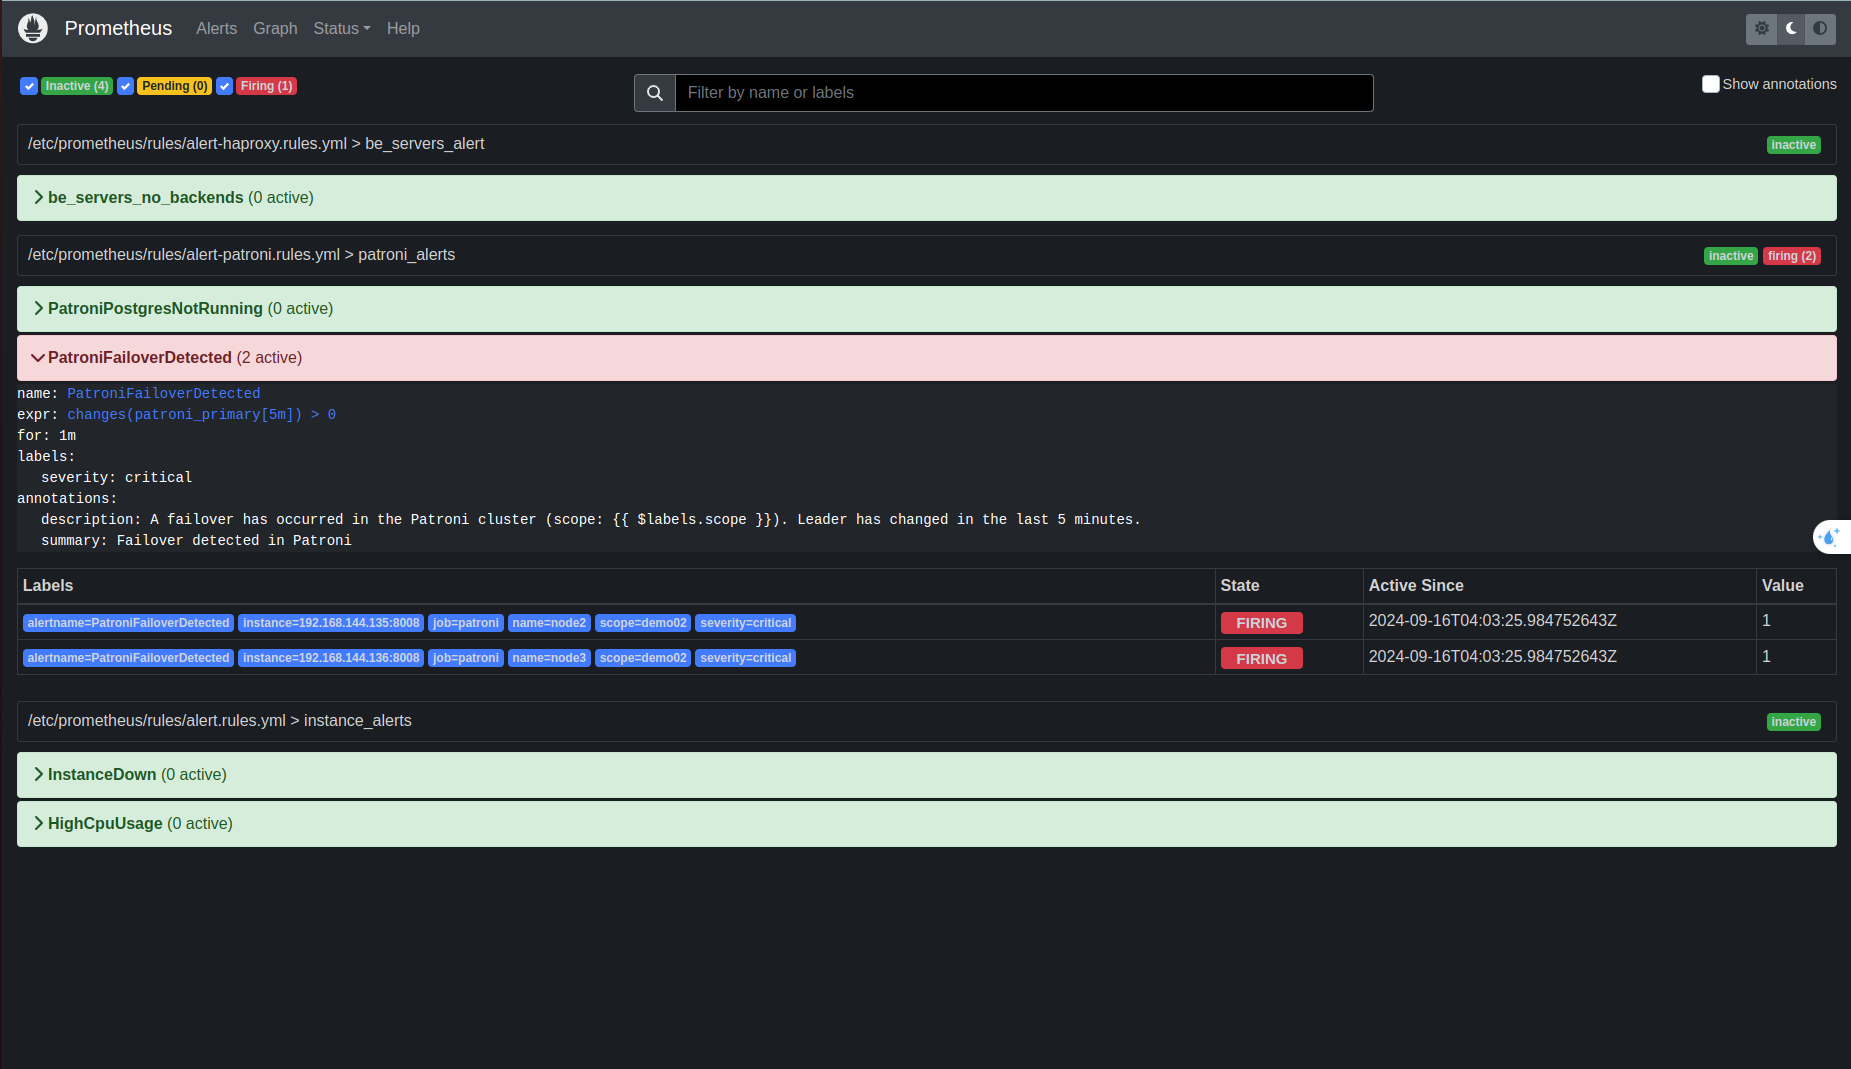 Prometheus Alerts Graph Status Help
Inactive (4) Pending (0) Firing (1) Filter by name or labels Show annotations
/etc/prometheus/rules/alert-haproxy.rules.yml > be_servers_alert inactive
be_servers_no_backends (0 active)
/etc/prometheus/rules/alert-patroni.rules.yml > patroni_alerts inactive firing (2)
PatroniPostgresNotRunning (0 active)
PatroniFailoverDetected (2 active)
name: PatroniFailoverDetected
expr: changes(patroni_primary[5m]) > 0
for: 1m
labels:
severity: critical
annotations:
description: A failover has occurred in the Patroni cluster (scope: {{ $labels.scope }}). Leader has changed in the last 5 minutes.
summary: Failover detected in Patroni
Labels State Active Since Value
alertname=PatroniFailoverDetected instance=192.168.144.135:8008 job=patroni name=node2 scope=demo02 severity=critical FIRING 2024-09-16T04:03:25.984752643Z 1
alertname=PatroniFailoverDetected instance=192.168.144.136:8008 job=patroni name=node3 scope=demo02 severity=critical FIRING 2024-09-16T04:03:25.984752643Z 1
/etc/prometheus/rules/alert.rules.yml > instance_alerts inactive
InstanceDown (0 active)
HighCpuUsage (0 active)